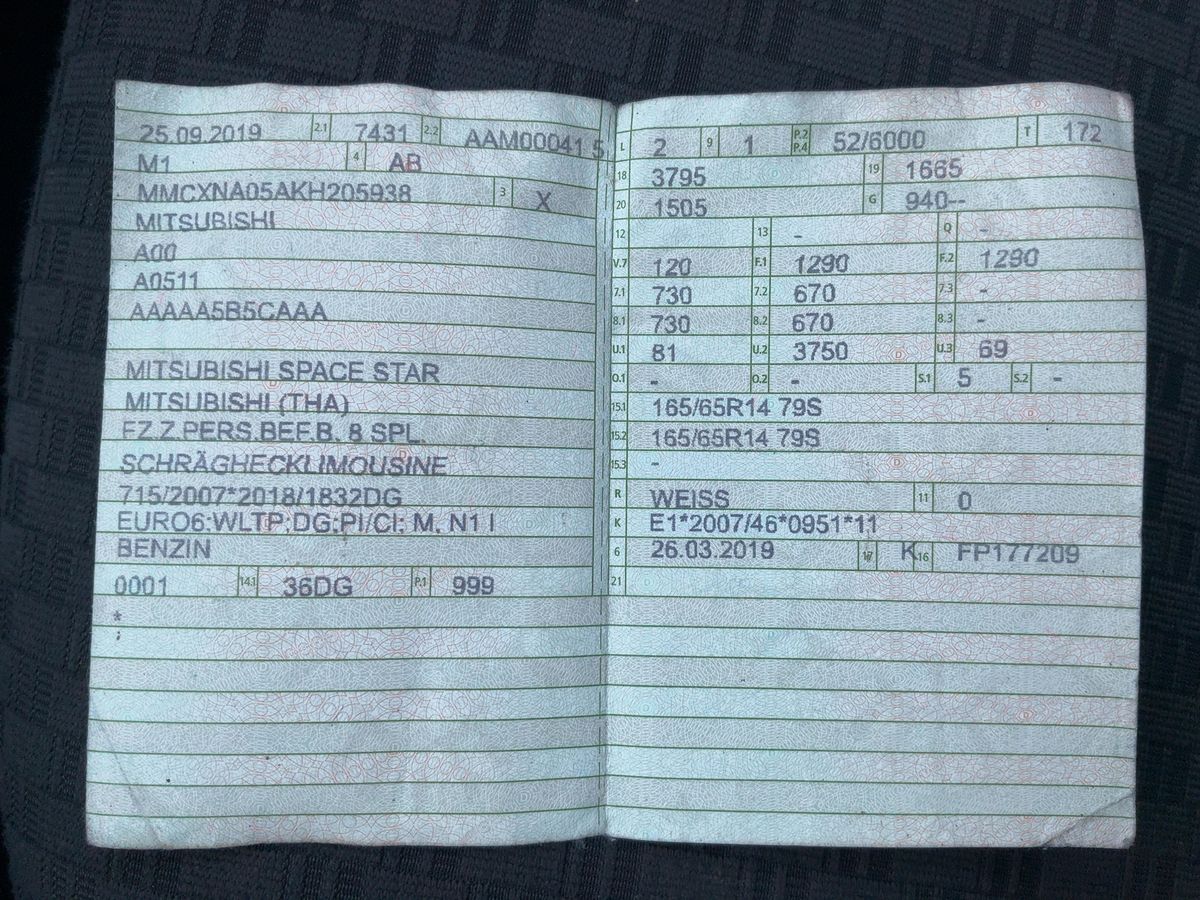 25.09.2019 2.1 7431 2.2 AAM00041 5
M1 4 AB
MMCXNA05AKH205938 3 X
MITSUBISHI
A00
A0511
AAAAA5B5CAAA
MITSUBISHI SPACE STAR
MITSUBISHI (THA)
FZ.Z.PERS.BEF.B. 8 SPL.
SCHRÄGHECKLIMOUSINE
715/2007*2018/1832DG
EURO6;WLTP;DG;PI/CI; M, N1 I
BENZIN
0001 14.1 36DG P.1 999
*
;
L 2 9 1 P.2 P.4 52/6000 T 172
18 3795 19 1665
20 1505 G 940--
12 13 - Q -
V.7 120 F.1 1290 F.2 1290
7.1 730 7.2 670 7.3 -
8.1 730 8.2 670 8.3 -
U.1 81 U.2 3750 U.3 69
O.1 - O.2 - S.1 5 S.2 -
15.1 165/65R14 79S
15.2 165/65R14 79S
15.3 -
R WEISS 11 0
K E1*2007/46*0951*11
6 26.03.2019 17 K 16 FP177209
21